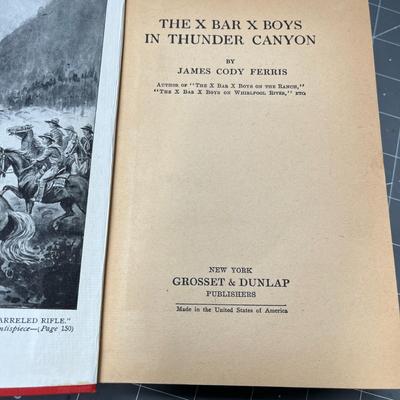 THE X BAR X BOYS
IN THUNDER CANYON
BY
JAMES CODY FERRIS
AUTHOR OF "THE X BAR X BOYS ON THE RANCH,"
"THE X BAR X BOYS ON WHIRLPOOL RIVER," ETC.
NEW YORK
GROSSET & DUNLAP
PUBLISHERS
Made in the United States of America
ARRELED RIFLE."
ntispiece—(Page 150)